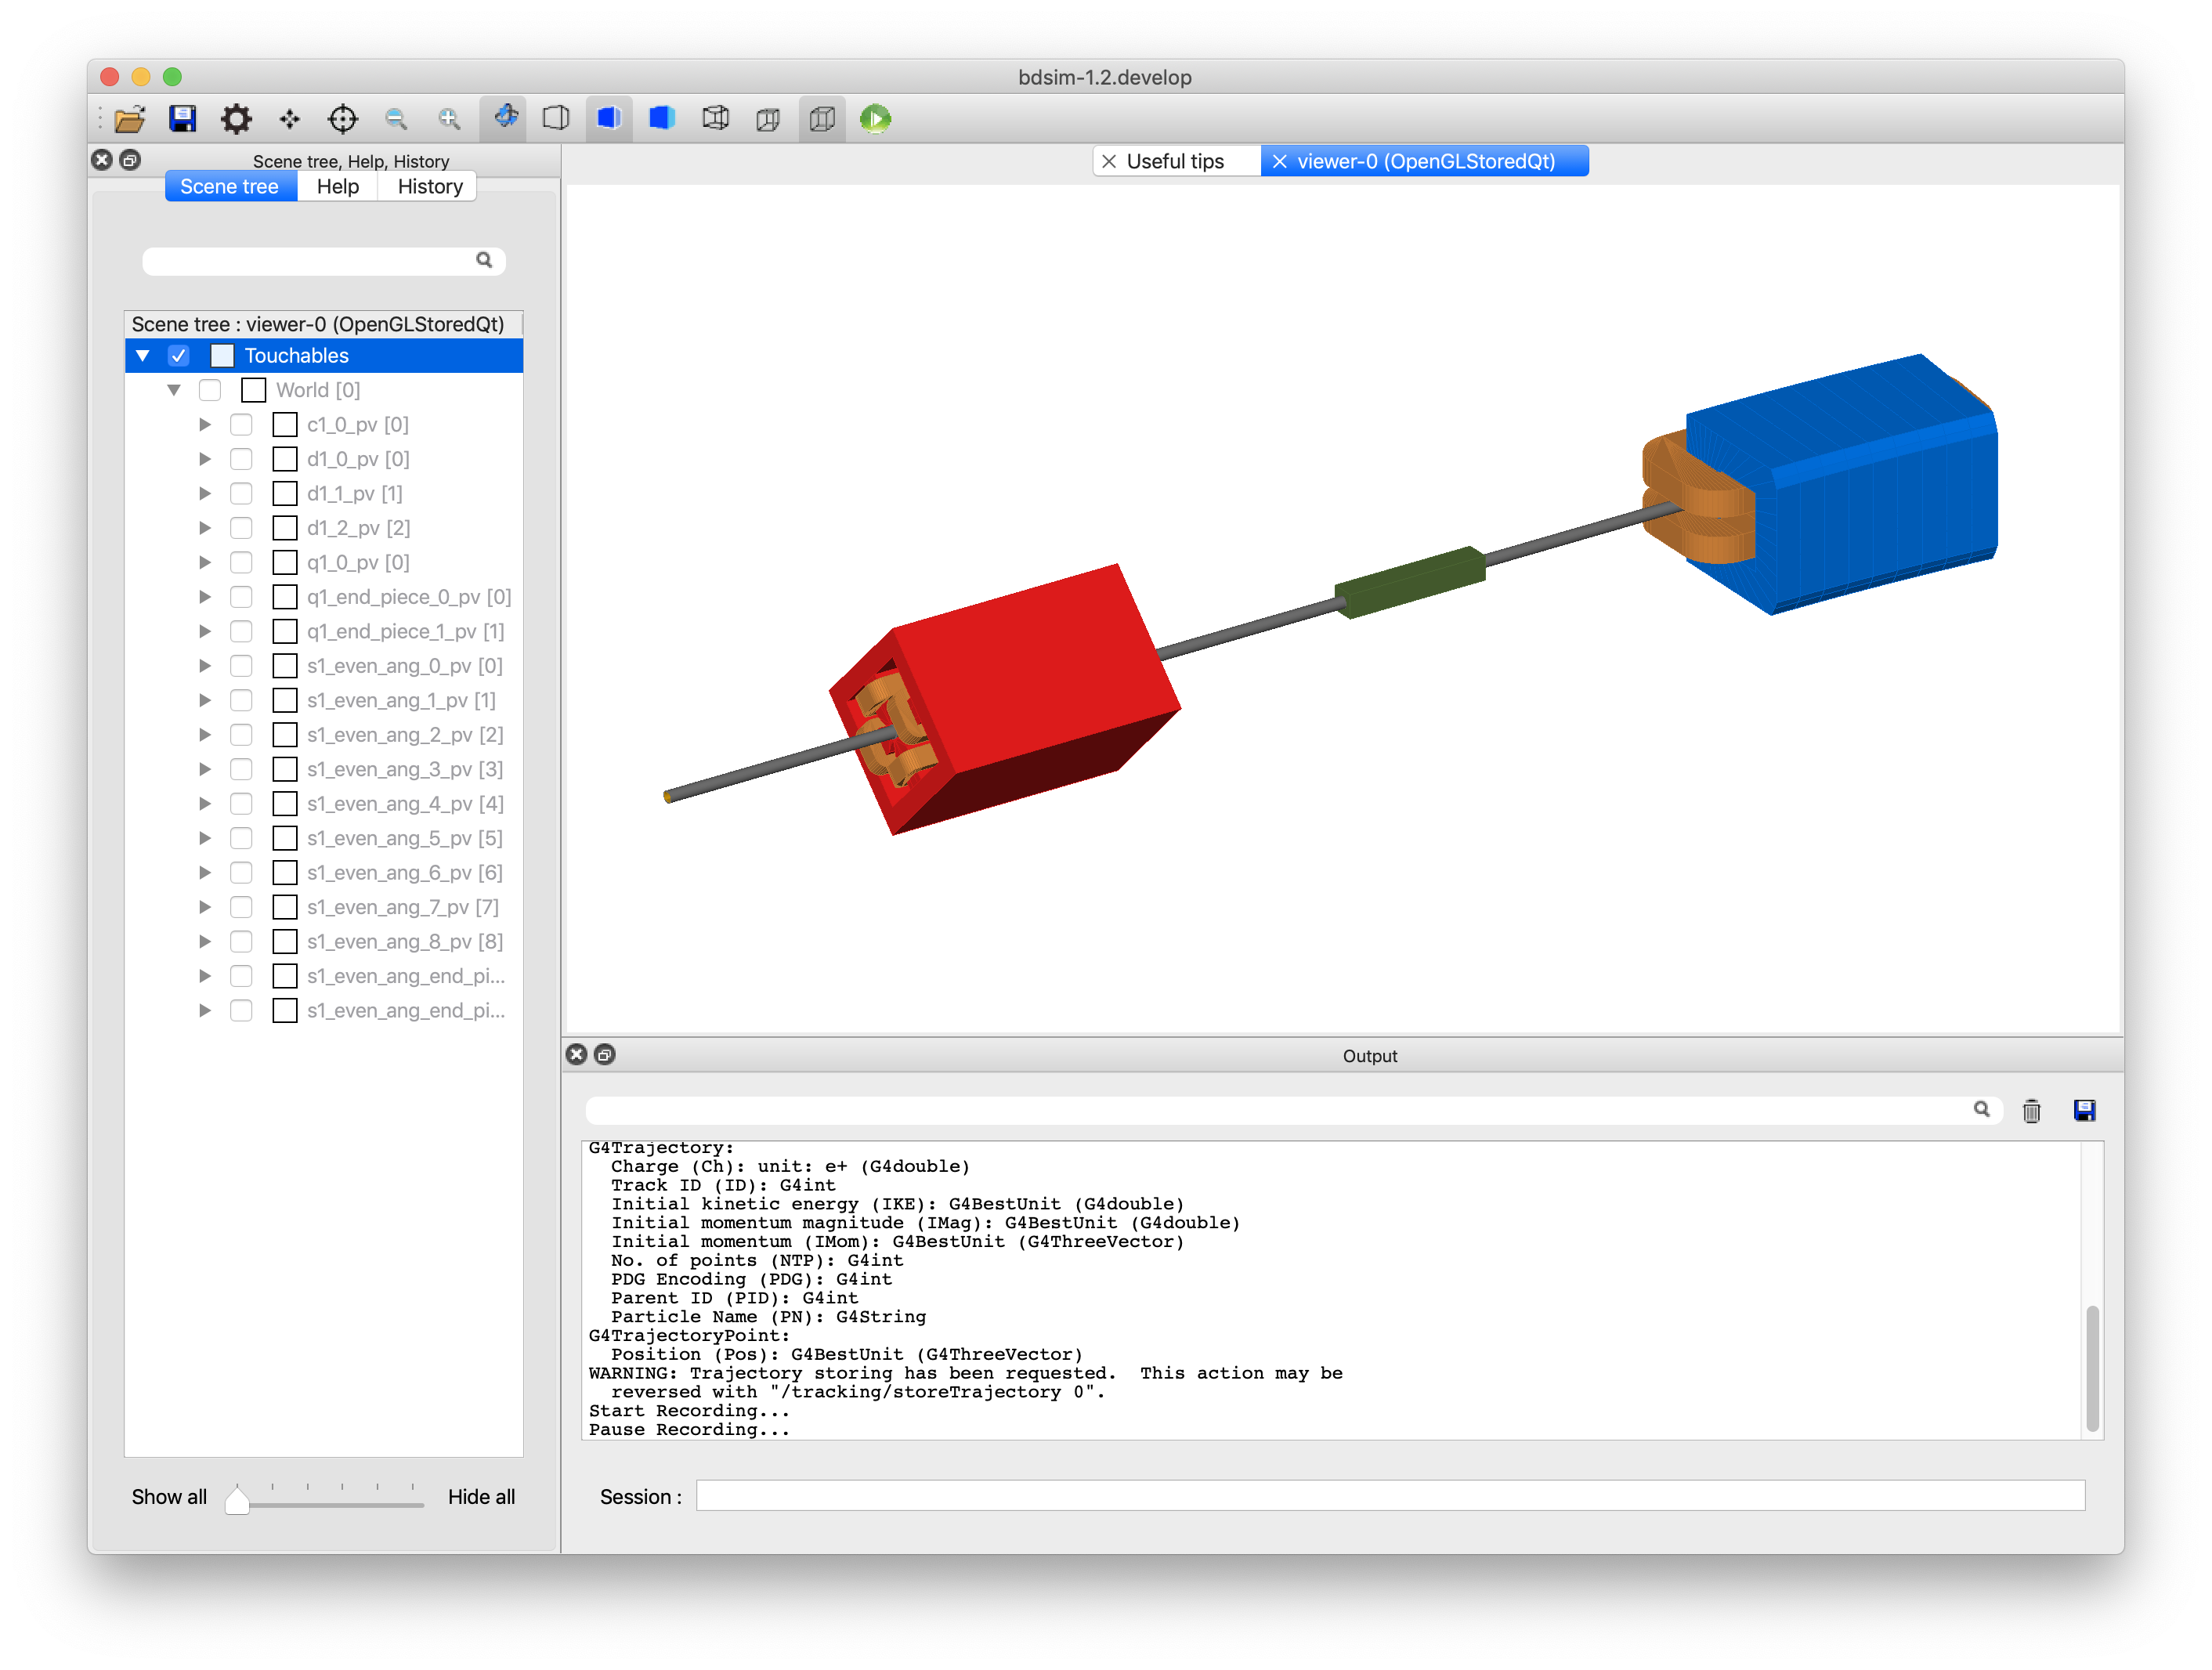 bdsim-1.2.develop
Scene tree, Help, History
Scene tree
Help
History
Scene tree : viewer-0 (OpenGLStoredQt)
Touchables
World [0]
c1_0_pv [0]
d1_0_pv [0]
d1_1_pv [1]
d1_2_pv [2]
q1_0_pv [0]
q1_end_piece_0_pv [0]
q1_end_piece_1_pv [1]
s1_even_ang_0_pv [0]
s1_even_ang_1_pv [1]
s1_even_ang_2_pv [2]
s1_even_ang_3_pv [3]
s1_even_ang_4_pv [4]
s1_even_ang_5_pv [5]
s1_even_ang_6_pv [6]
s1_even_ang_7_pv [7]
s1_even_ang_8_pv [8]
s1_even_ang_end_pi...
s1_even_ang_end_pi...
Show all
Hide all
Useful tips
viewer-0 (OpenGLStoredQt)
Output
G4Trajectory:
  Charge (Ch): unit: e+ (G4double)
  Track ID (ID): G4int
  Initial kinetic energy (IKE): G4BestUnit (G4double)
  Initial momentum magnitude (IMag): G4BestUnit (G4double)
  Initial momentum (IMom): G4BestUnit (G4ThreeVector)
  No. of points (NTP): G4int
  PDG Encoding (PDG): G4int
  Parent ID (PID): G4int
  Particle Name (PN): G4String
G4TrajectoryPoint:
  Position (Pos): G4BestUnit (G4ThreeVector)
WARNING: Trajectory storing has been requested.  This action may be
  reversed with "/tracking/storeTrajectory 0".
Start Recording...
Pause Recording...
Session :